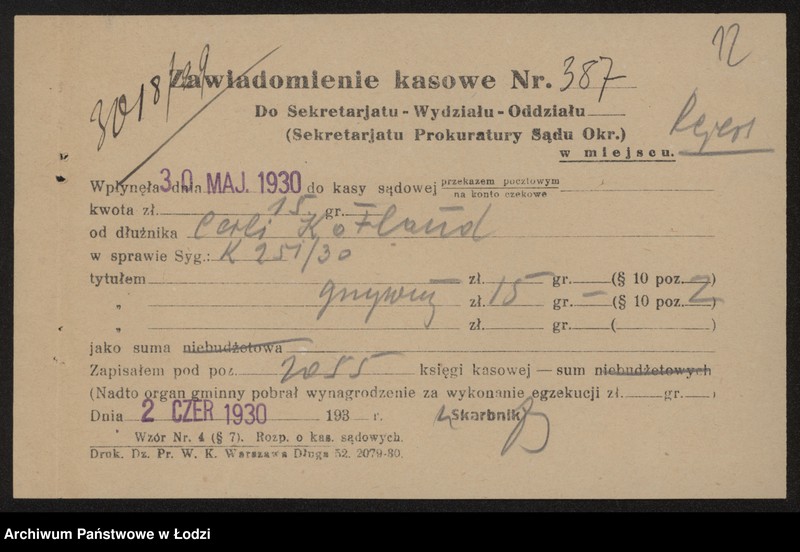 12
3018/29
Zawiadomienie kasowe Nr. 387
Do Sekretarjatu - Wydziału - Oddziału
(Sekretarjatu Prokuratury Sądu Okr.)
w miejscu.
Wpłynęła dnia 30 MAJ. 1930 do kasy sądowej przekazem pocztowym
na konto czekowe
kwota zł. 15 gr. —
od dłużnika
w sprawie Syg.: K 251/30
tytułem zł. gr. (§ 10 poz. )
„ grzywny zł. 15 gr. — (§ 10 poz. 2)
„ zł. gr. ( )
jako suma niebudżetowa
Zapisałem pod poz. 2055 księgi kasowej — sum niebudżetowych
(Nadto organ gminny pobrał wynagrodzenie za wykonanie egzekucji zł. gr. )
Dnia 2 CZER 1930 193 r. Skarbnik
Wzór Nr. 4 (§ 7). Rozp. o kas. sądowych.
Druk. Dz. Pr. W. K. Warszawa Długa 52. 2079-30.
Archiwum Państwowe w Łodzi